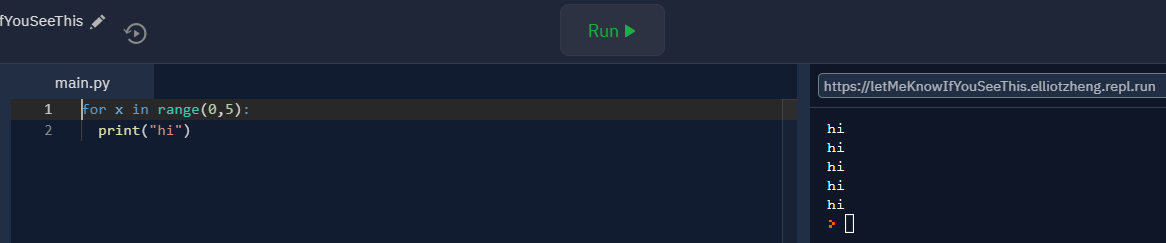 fYouSeeThis
Run
main.py
1 for x in range(0,5):
2   print("hi")
https://letMeKnowIfYouSeeThis.elliotzheng.repl.run
hi
hi
hi
hi
hi
>